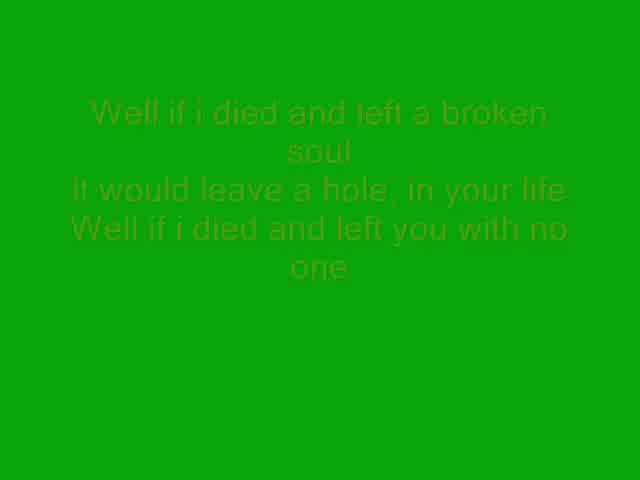 Well if i died and left a broken
soul
It would leave a hole, in your life
Well if i died and left you with no
one